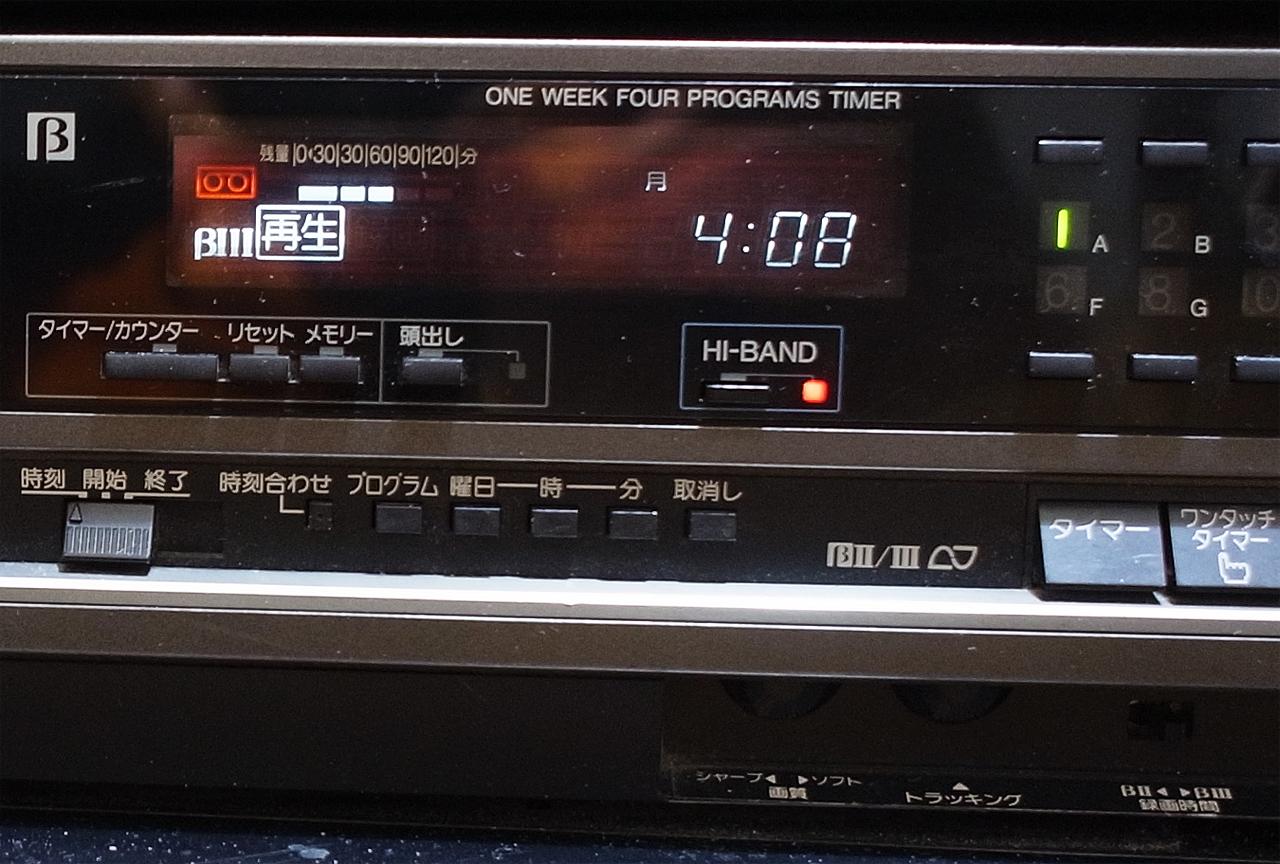 ONE WEEK FOUR PROGRAMS TIMER
β
残量 |0‹30|30|60|90|120|分
月
βIII 再生
4:08
1 A 2 B 3
6 F 8 G
タイマー/カウンター リセット メモリー 頭出し
HI-BAND
時刻 開始 終了 時刻合わせ プログラム 曜日 時 分 取消し
βII/III
タイマー
ワンタッチ
タイマー
シャープ◀ ▶ソフト
画質
▲
トラッキング
βII◀ ▶βIII
録画時間